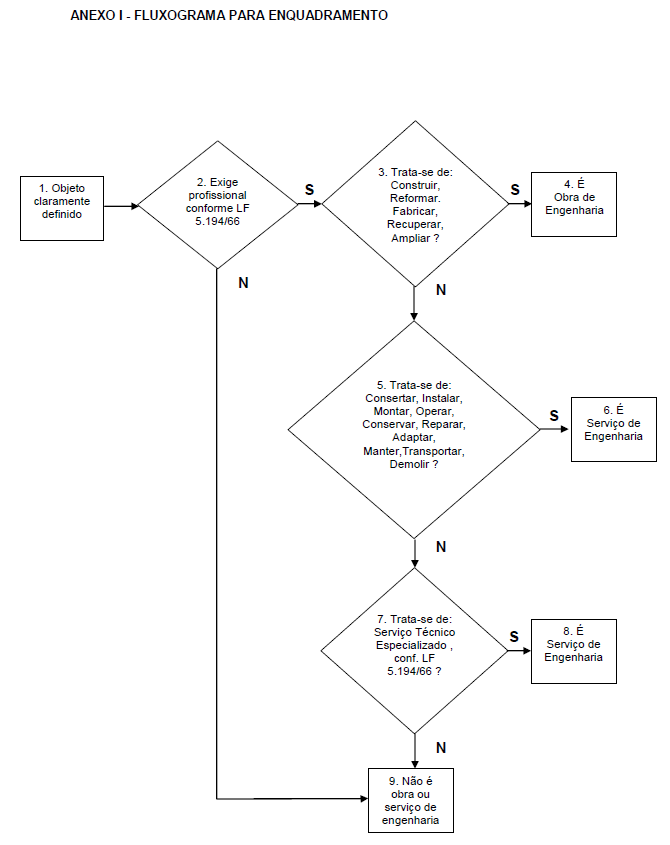 ANEXO I - FLUXOGRAMA PARA ENQUADRAMENTO
1. Objeto
claramente
definido
2. Exige
profissional
conforme LF
5.194/66
S
N
3. Trata-se de:
Construir,
Reformar.
Fabricar,
Recuperar,
Ampliar ?
S
N
4. É
Obra de
Engenharia
5. Trata-se de:
Consertar, Instalar,
Montar, Operar,
Conservar, Reparar,
Adaptar,
Manter,Transportar,
Demolir ?
S
N
6. É
Serviço de
Engenharia
7. Trata-se de:
Serviço Técnico
Especializado ,
conf. LF
5.194/66 ?
S
N
8. É
Serviço de
Engenharia
9. Não é
obra ou
serviço de
engenharia